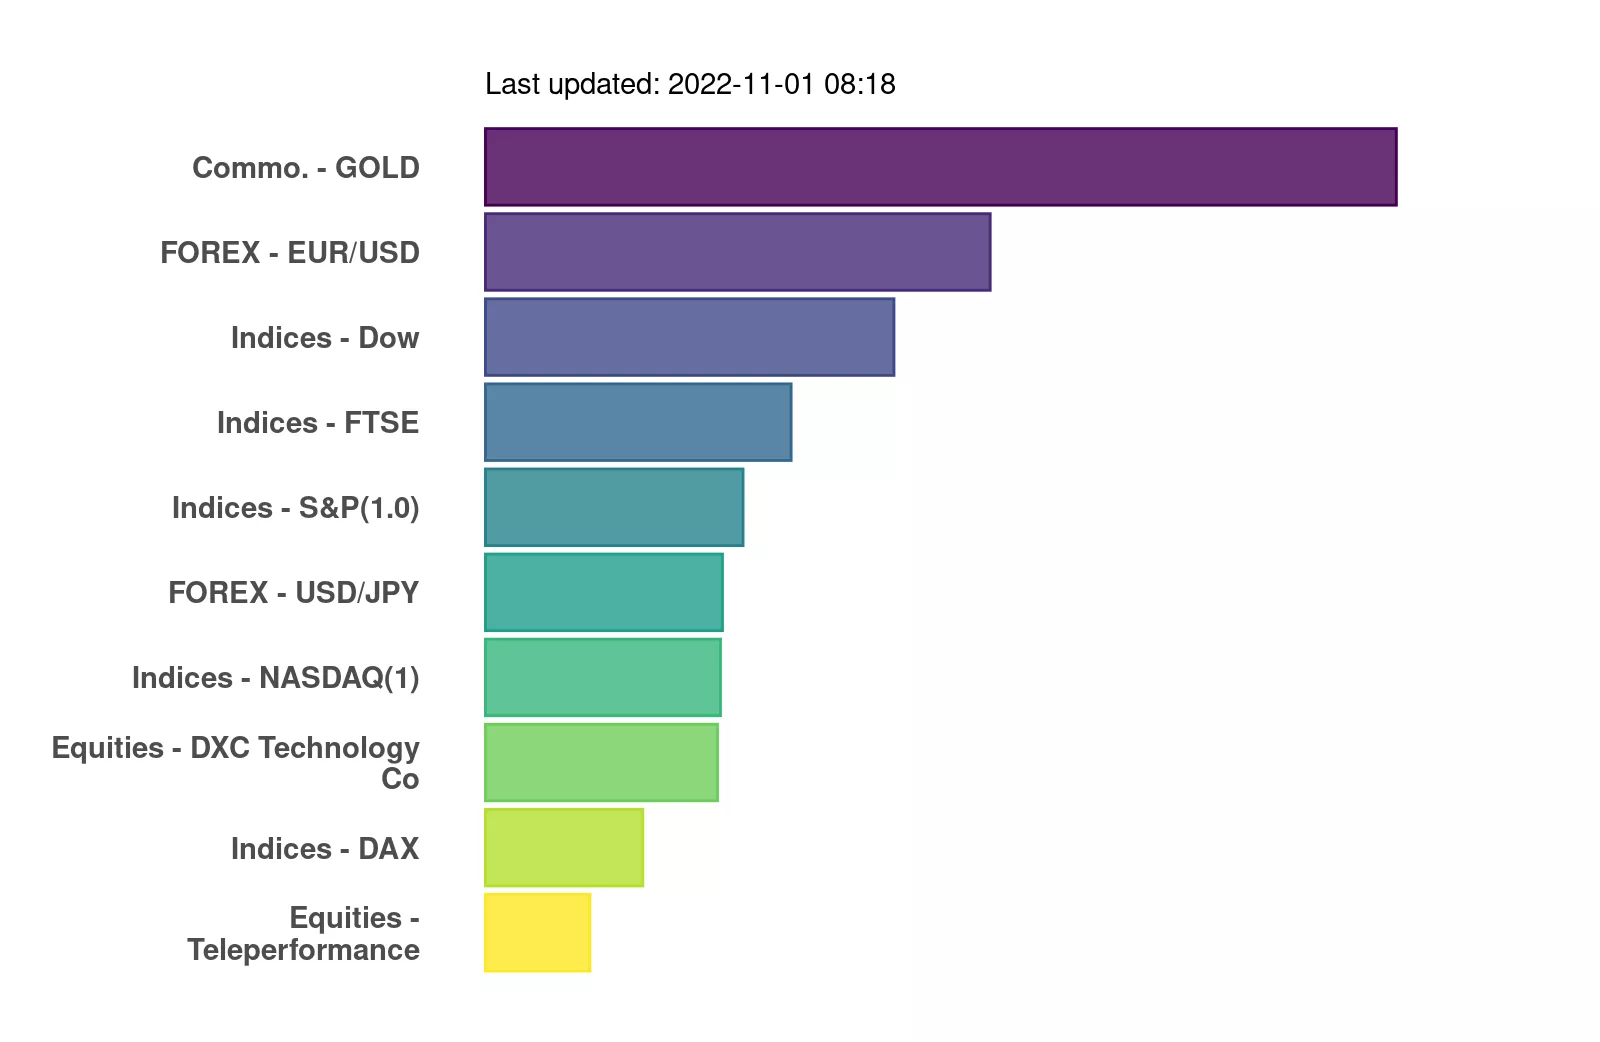 Last updated: 2022-11-01 08:18
Commo. - GOLD
FOREX - EUR/USD
Indices - Dow
Indices - FTSE
Indices - S&P(1.0)
FOREX - USD/JPY
Indices - NASDAQ(1)
Equities - DXC Technology
Co
Indices - DAX
Equities -
Teleperformance